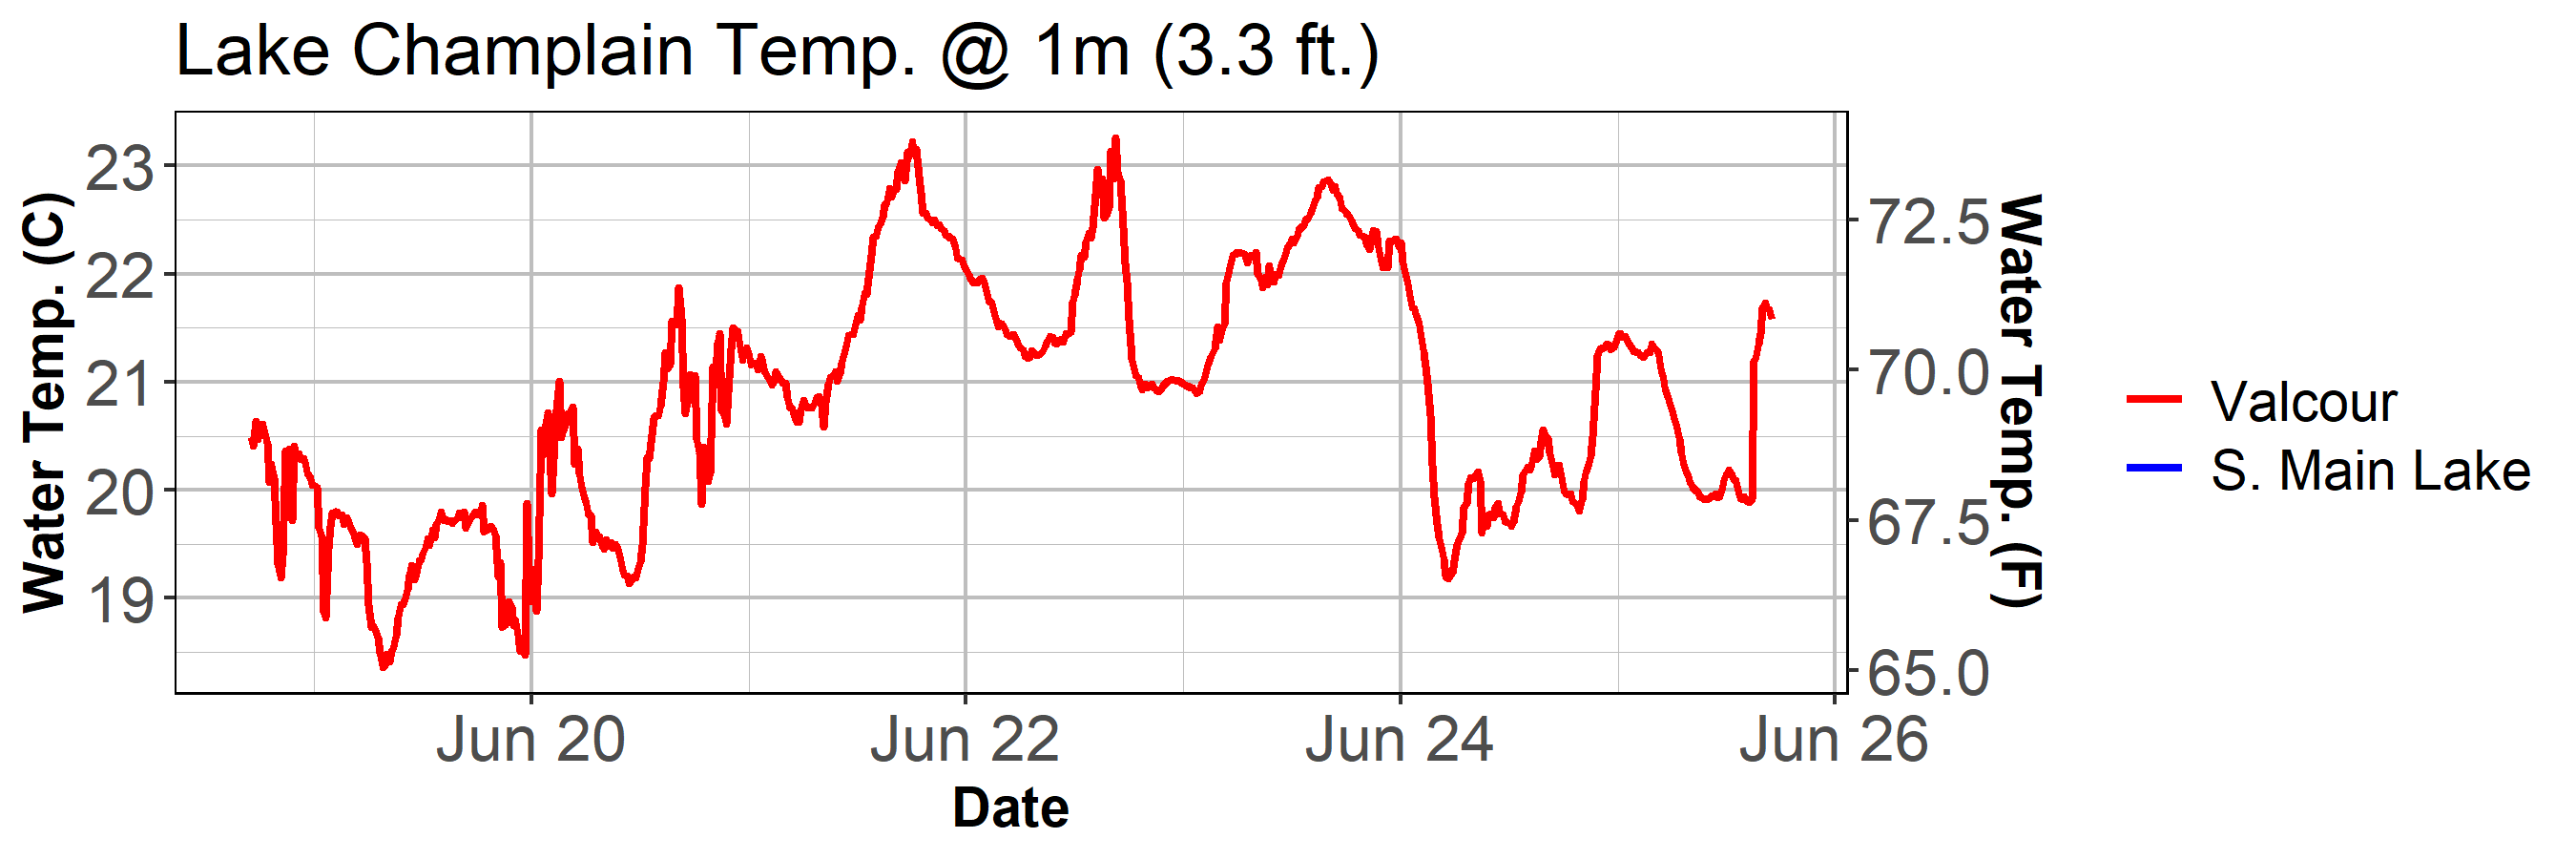 Lake Champlain Temp. @ 1m (3.3 ft.)
Water Temp. (C)
23
22
21
20
19
72.5
70.0
67.5
65.0
Water Temp. (F)
Jun 20
Jun 22
Jun 24
Jun 26
Date
Valcour
S. Main Lake